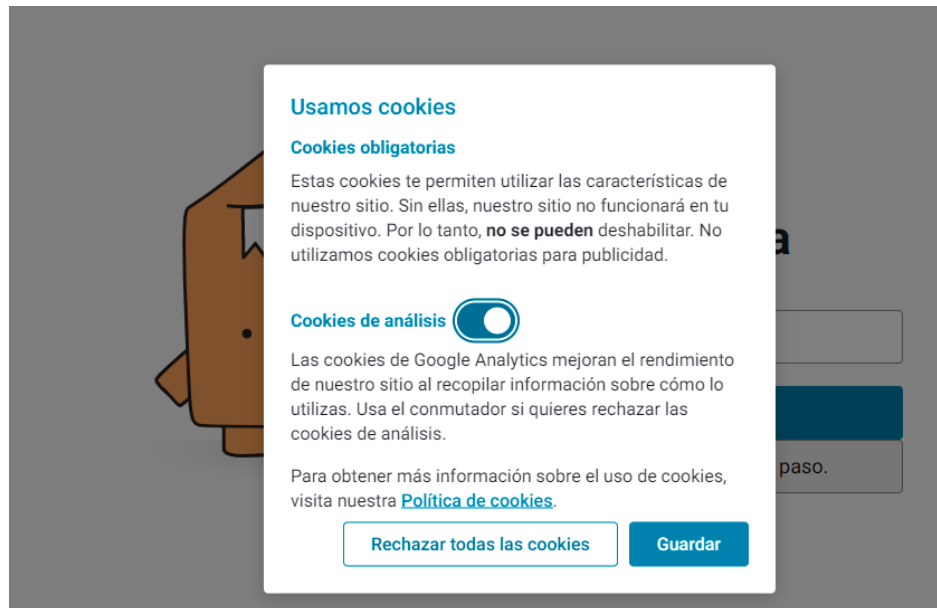 Usamos cookies
Cookies obligatorias
Estas cookies te permiten utilizar las características de
nuestro sitio. Sin ellas, nuestro sitio no funcionará en tu
dispositivo. Por lo tanto, no se pueden deshabilitar. No
utilizamos cookies obligatorias para publicidad.
a
Cookies de análisis
Las cookies de Google Analytics mejoran el rendimiento
de nuestro sitio al recopilar información sobre cómo lo
utilizas. Usa el conmutador si quieres rechazar las
cookies de análisis.
Para obtener más información sobre el uso de cookies,
visita nuestra Política de cookies.
paso.
Rechazar todas las cookies
Guardar